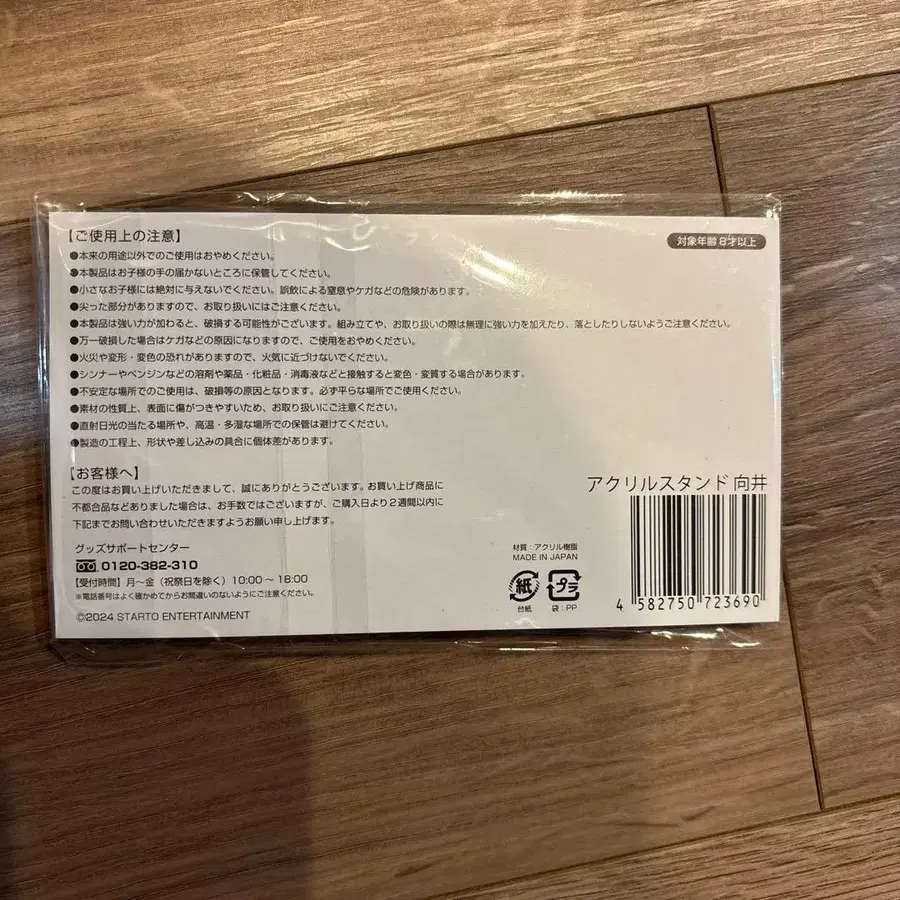 【ご使用上の注意】
対象年齢 8才以上
●本来の用途以外でのご使用はおやめください。
●本製品はお子様の手の届かないところに保管してください。
●小さなお子様には絶対に与えないでください。誤飲による窒息やケガなどの危険があります。
●尖った部分がありますので、お取り扱いにはご注意ください。
●本製品は強い力が加わると、破損する可能性がございます。組み立てや、お取り扱いの際は無理に強い力を加えたり、落としたりしないようご注意ください。
●万一破損した場合はケガなどの原因になりますので、ご使用をおやめください。
●火災や変形・変色の恐れがありますので、火気に近づけないでください。
●シンナーやベンジンなどの溶剤や薬品・化粧品・消毒液などと接触すると変色・変質する場合があります。
●不安定な場所でのご使用は、破損等の原因となります。必ず平らな場所でご使用ください。
●素材の性質上、表面に傷がつきやすいため、お取り扱いにご注意ください。
●直射日光の当たる場所や、高温・多湿な場所での保管は避けてください。
●製造の工程上、形状や差し込みの具合に個体差があります。
【お客様へ】
この度はお買い上げいただきまして、誠にありがとうございます。お買い上げ商品に
不都合品などありました場合は、お手数ではございますが、ご購入日より2週間以内に
下記までお問い合わせいただきますようお願い申し上げます。
グッズサポートセンター
0120-382-310
【受付時間】月～金（祝祭日を除く）10:00～18:00
※電話番号はよく確かめてからお間違いのないようにご注意ください。
©2024 STARTO ENTERTAINMENT
材質：アクリル樹脂
MADE IN JAPAN
紙 プラ
台紙 袋：PP
アクリルスタンド 向井
4 582750 723690